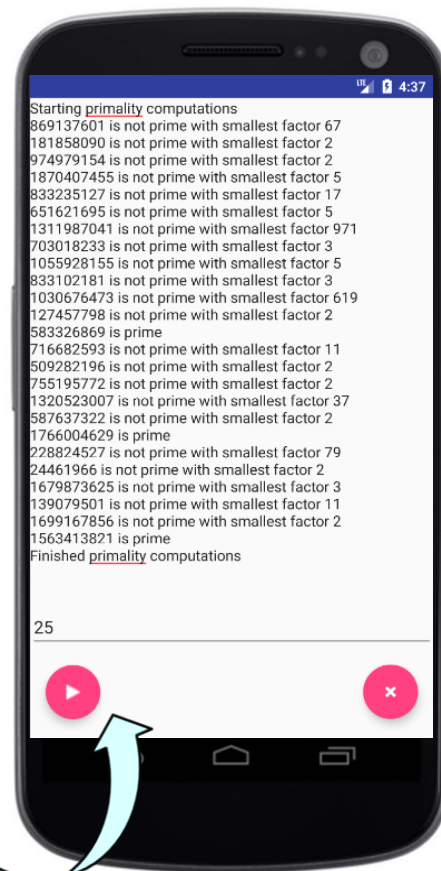 LTE 4:37
Starting primality computations
869137601 is not prime with smallest factor 67
181858090 is not prime with smallest factor 2
974979154 is not prime with smallest factor 2
1870407455 is not prime with smallest factor 5
833235127 is not prime with smallest factor 17
651621695 is not prime with smallest factor 5
1311987041 is not prime with smallest factor 971
703018233 is not prime with smallest factor 3
1055928155 is not prime with smallest factor 5
833102181 is not prime with smallest factor 3
1030676473 is not prime with smallest factor 619
127457798 is not prime with smallest factor 2
583326869 is prime
716682593 is not prime with smallest factor 11
509282196 is not prime with smallest factor 2
755195772 is not prime with smallest factor 2
1320523007 is not prime with smallest factor 37
587637322 is not prime with smallest factor 2
1766004629 is prime
228824527 is not prime with smallest factor 79
24461966 is not prime with smallest factor 2
1679873625 is not prime with smallest factor 3
139079501 is not prime with smallest factor 11
1699167856 is not prime with smallest factor 2
1563413821 is prime
Finished primality computations
25